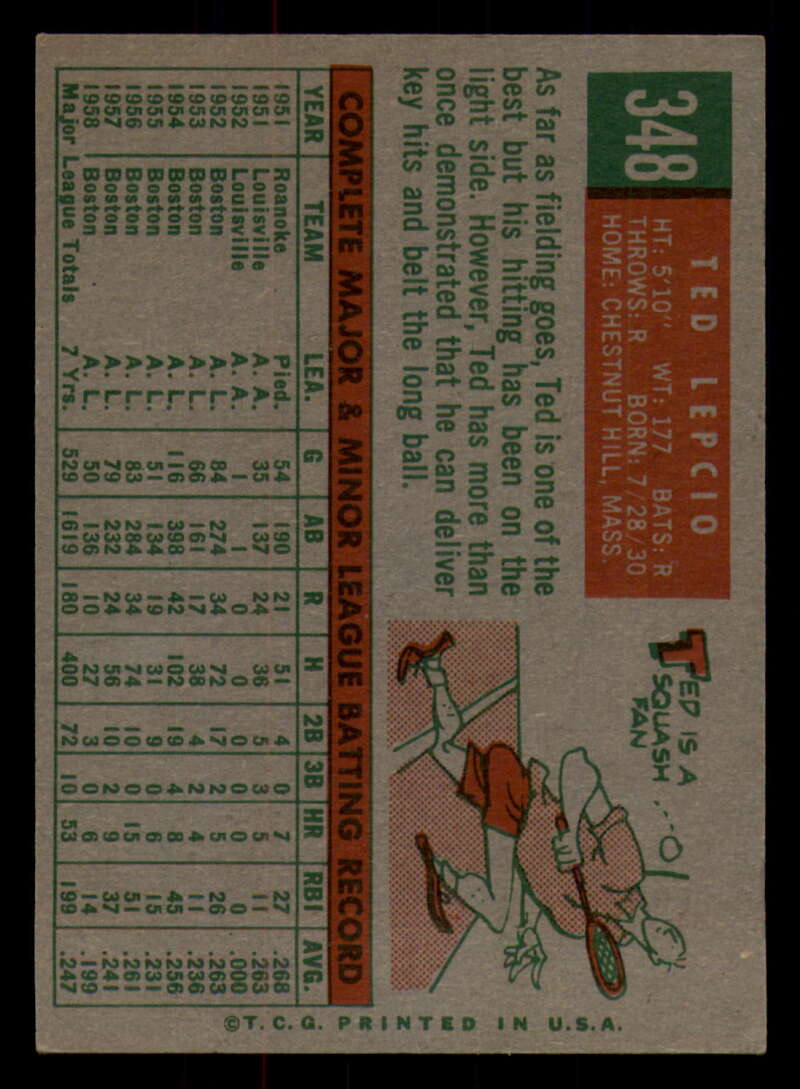 348
TED LEPCIO
HT: 5'10" WT: 177 BATS: R
THROWS: R BORN: 7/28/30
HOME: CHESTNUT HILL, MASS.
As far as fielding goes, Ted is one of the
best but his hitting has been on the
light side. However, Ted has more than
once demonstrated that he can deliver
key hits and belt the long ball.
TED IS A
SQUASH...
FAN
COMPLETE MAJOR & MINOR LEAGUE BATTING RECORD
YEAR TEAM LEA. G AB R H 2B 3B HR RBI AVG.
1951 Roanoke Pied. 54 190 21 51 4 0 7 27 .268
1951 Louisville A. A. 35 137 24 36 5 3 5 11 .263
1952 Louisville A. A. 1 1 0 0 0 0 0 0 .000
1952 Boston A. L. 84 274 34 72 17 2 5 26 .263
1953 Boston A. L. 66 161 17 38 4 2 4 11 .236
1954 Boston A. L. 116 398 42 102 19 4 8 45 .256
1955 Boston A. L. 51 134 19 31 9 0 6 15 .231
1956 Boston A. L. 83 284 34 74 10 0 15 51 .261
1957 Boston A. L. 79 232 24 56 10 2 9 37 .241
1958 Boston A. L. 50 136 10 27 3 0 6 14 .199
Major League Totals 7 Yrs. 529 1619 180 400 72 10 53 199 .247
©T.C.G. PRINTED IN U.S.A.